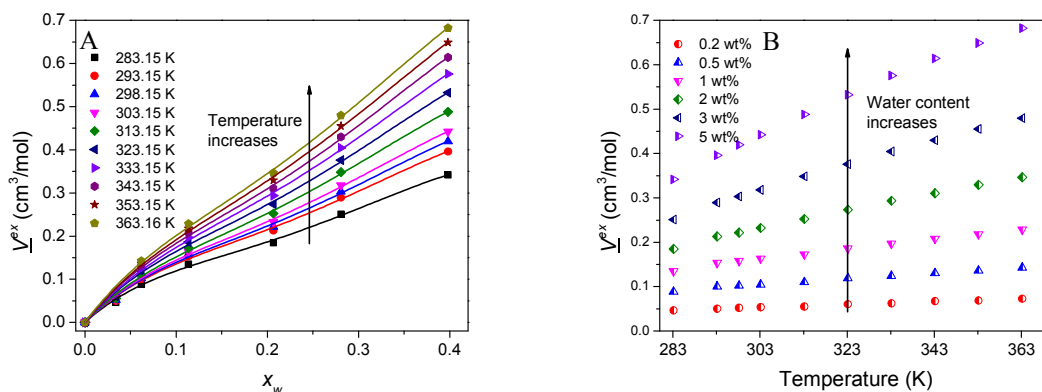 A
283.15 K
293.15 K
298.15 K
303.15 K
313.15 K
323.15 K
333.15 K
343.15 K
353.15 K
363.16 K
Temperature
increases
V^ex (cm^3/mol)
0.7
0.6
0.5
0.4
0.3
0.2
0.1
0.0
0.0 0.1 0.2 0.3 0.4
x_w
B
0.2 wt%
0.5 wt%
1 wt%
2 wt%
3 wt%
5 wt%
Water content
increases
V^ex (cm^3/mol)
0.7
0.6
0.5
0.4
0.3
0.2
0.1
0.0
283 303 323 343 363
Temperature (K)